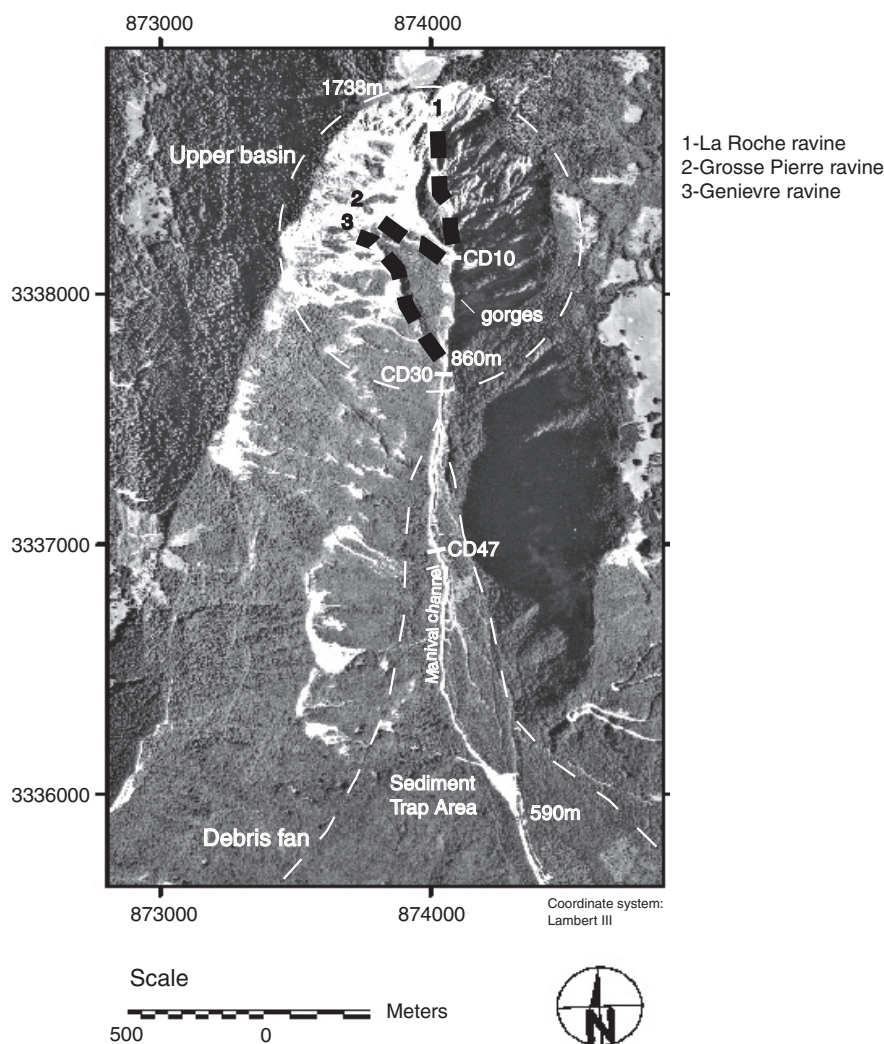 873000 874000
1738m
1
Upper basin
2
3
CD10
3338000
gorges
860m
CD30
1-La Roche ravine
2-Grosse Pierre ravine
3-Genievre ravine
3337000
CD47
Manival channel
3336000
Sediment
Trap Area
590m
Debris fan
873000 874000
Coordinate system:
Lambert III
Scale
Meters
500 0
N